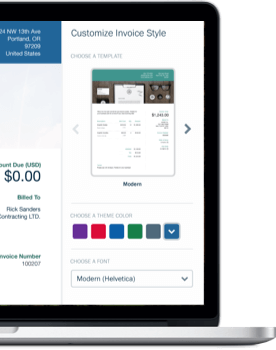 24 NW 13th Ave
Portland, OR
97209
United States
ount Due (USD)
$0.00
Billed To
Rick Sanders
Contracting LTD.
nvoice Number
100207
Customize Invoice Style
CHOOSE A TEMPLATE
$1,244.00
Modern
CHOOSE A THEME COLOR
CHOOSE A FONT
Modern (Helvetica)